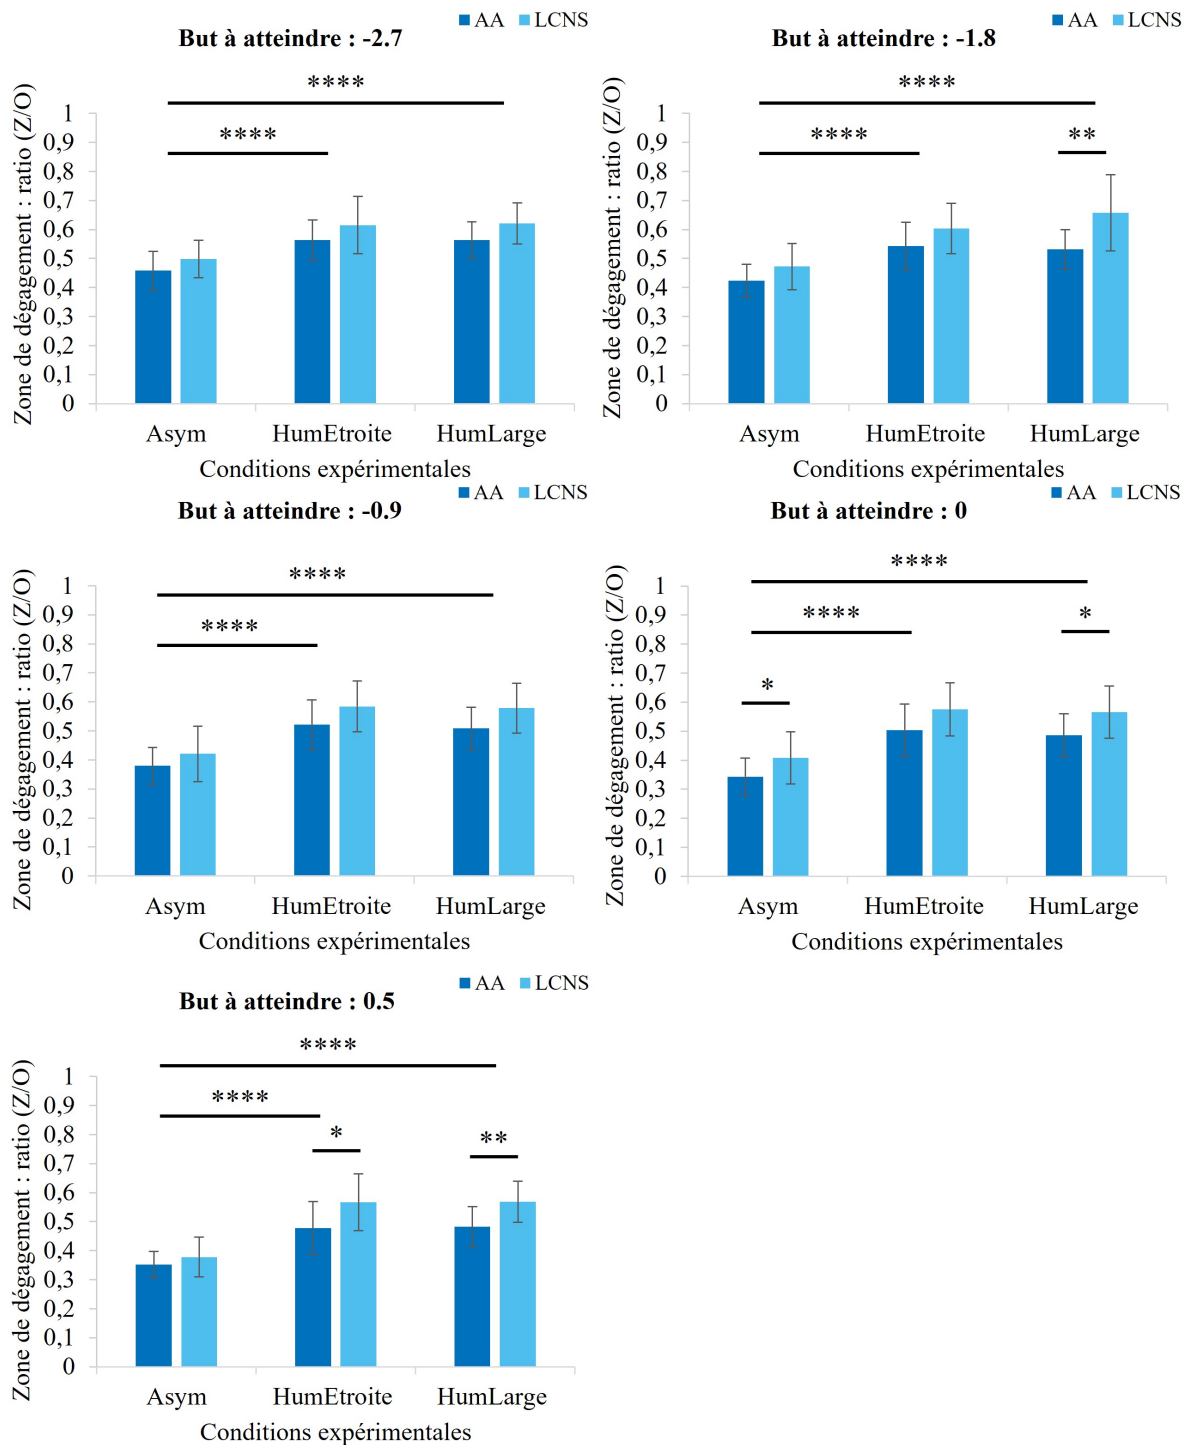 AA LCNS
But à atteindre : -2.7
Zone de dégagement : ratio (Z/O)
****
****
1
0,9
0,8
0,7
0,6
0,5
0,4
0,3
0,2
0,1
0
Asym HumEtroite HumLarge
Conditions expérimentales
AA LCNS
But à atteindre : -1.8
Zone de dégagement : ratio (Z/O)
****
**** **
1
0,9
0,8
0,7
0,6
0,5
0,4
0,3
0,2
0,1
0
Asym HumEtroite HumLarge
Conditions expérimentales
AA LCNS
But à atteindre : -0.9
Zone de dégagement : ratio (Z/O)
****
****
1
0,9
0,8
0,7
0,6
0,5
0,4
0,3
0,2
0,1
0
Asym HumEtroite HumLarge
Conditions expérimentales
AA LCNS
But à atteindre : 0
Zone de dégagement : ratio (Z/O)
****
****
*
*
1
0,9
0,8
0,7
0,6
0,5
0,4
0,3
0,2
0,1
0
Asym HumEtroite HumLarge
Conditions expérimentales
AA LCNS
But à atteindre : 0.5
Zone de dégagement : ratio (Z/O)
****
****
* **
1
0,9
0,8
0,7
0,6
0,5
0,4
0,3
0,2
0,1
0
Asym HumEtroite HumLarge
Conditions expérimentales